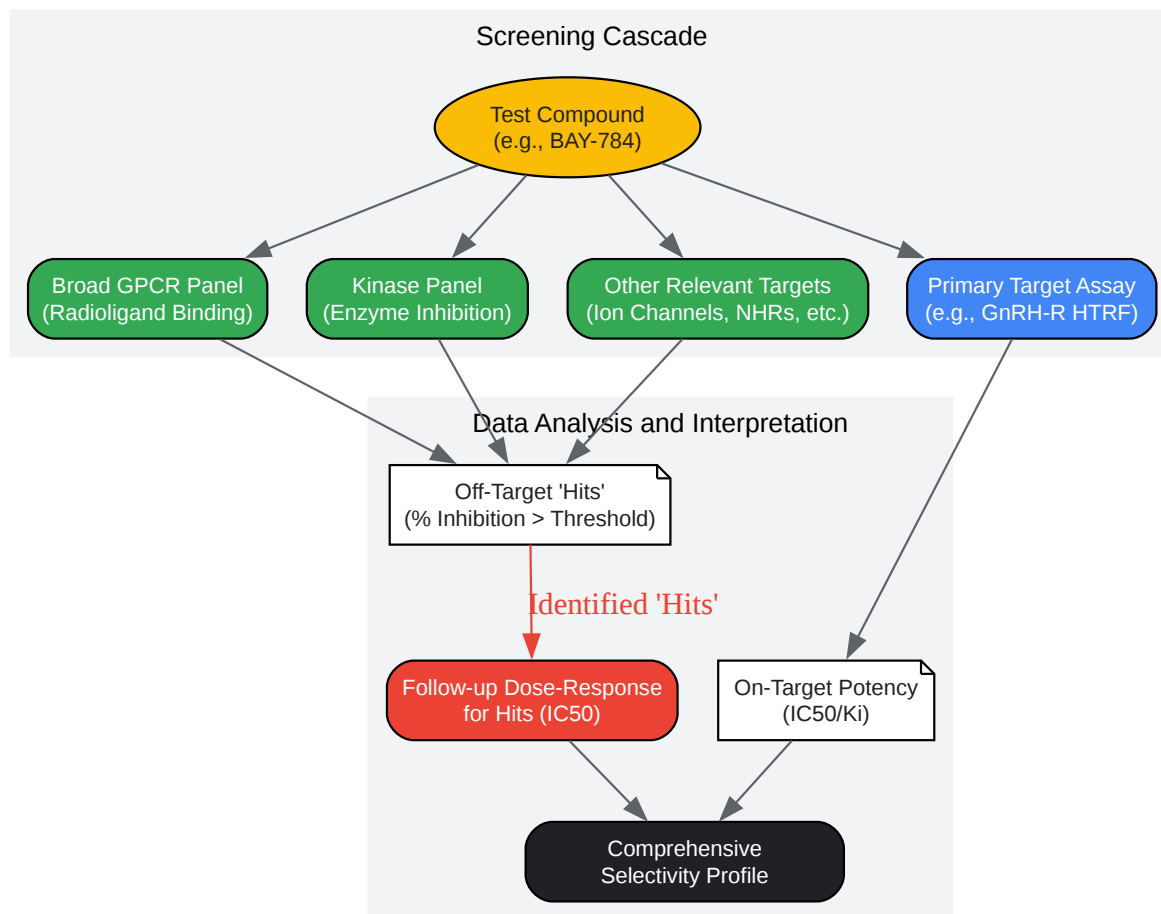 Screening Cascade
Test Compound
(e.g., BAY-784)
Broad GPCR Panel
(Radioligand Binding)
Kinase Panel
(Enzyme Inhibition)
Other Relevant Targets
(Ion Channels, NHRs, etc.)
Primary Target Assay
(e.g., GnRH-R HTRF)
Data Analysis and Interpretation
Off-Target 'Hits'
(% Inhibition > Threshold)
Identified 'Hits'
Follow-up Dose-Response
for Hits (IC50)
On-Target Potency
(IC50/Ki)
Comprehensive
Selectivity Profile